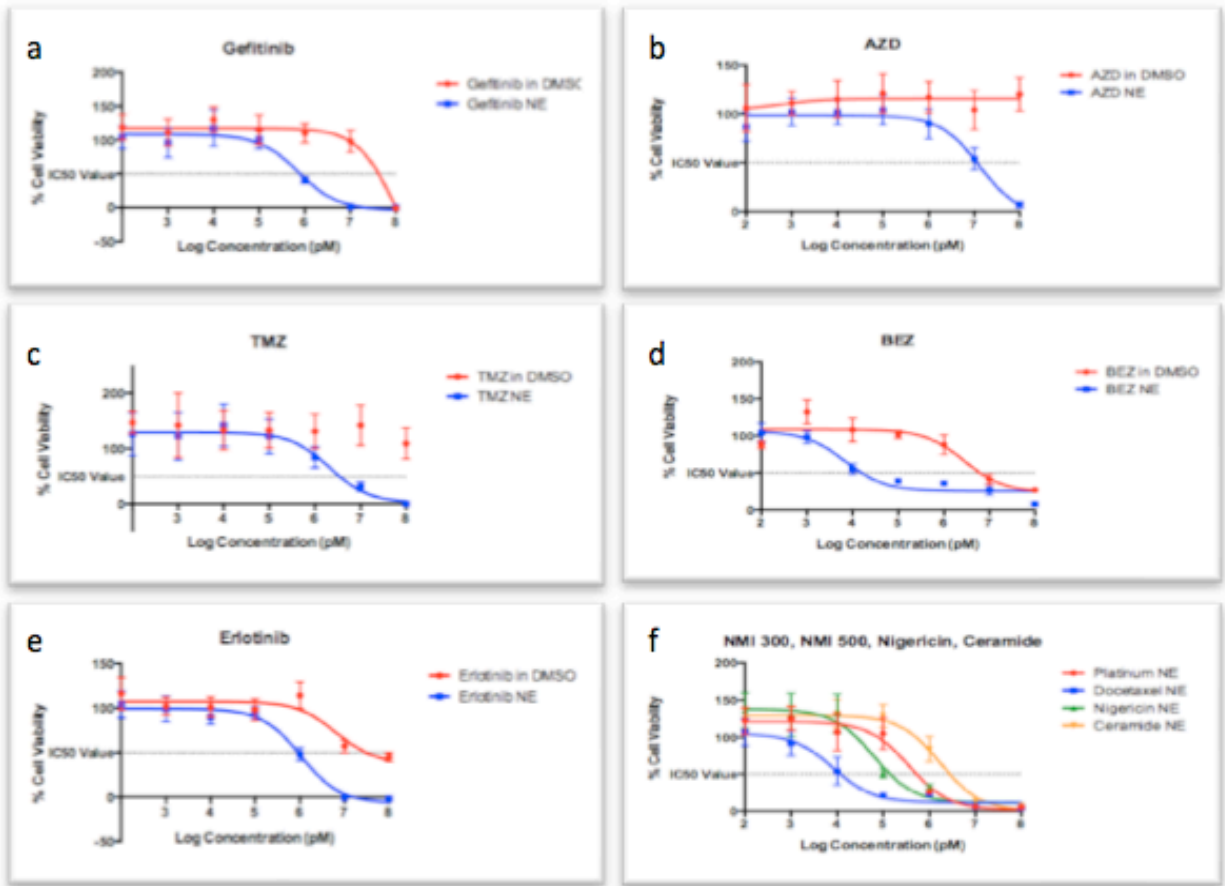 a
Gefitinib
200
150
100
IC50 Value
0
-50
% Cell Viability
3 4 5 6 7 8
Log Concentration (pM)
Gefitinib in DMSO
Gefitinib NE
b
AZD
150
100
IC50 Value
0
% Cell Viability
2 3 4 5 6 7 8
Log Concentration (pM)
AZD in DMSO
AZD NE
c
TMZ
200
100
IC50 Value
0
% Cell Viability
3 4 5 6 7 8
Log Concentration (pM)
TMZ in DMSO
TMZ NE
d
BEZ
200
150
100
IC50 Value
0
% Cell Viability
2 3 4 5 6 7 8
Log Concentration (pM)
BEZ in DMSO
BEZ NE
e
Erlotinib
150
100
IC50 Value
0
-50
% Cell Viability
3 4 5 6 7 8
Log Concentration (pM)
Erlotinib in DMSO
Erlotinib NE
f
NMI 300, NMI 500, Nigericin, Ceramide
200
150
100
IC50 Value
0
% Cell Viability
2 3 4 5 6 7 8
Log Concentration (pM)
Platinum NE
Docetaxel NE
Nigericin NE
Ceramide NE